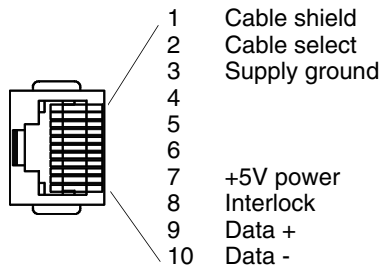 1 Cable shield
2 Cable select
3 Supply ground
4
5
6
7 +5V power
8 Interlock
9 Data +
10 Data -